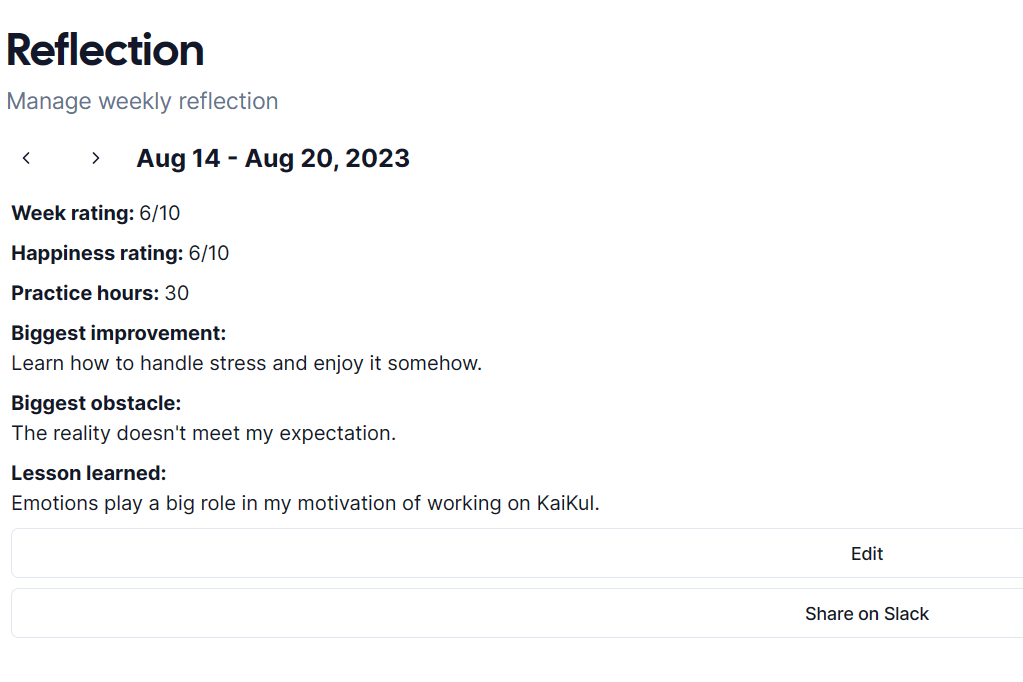 Reflection
Manage weekly reflection
Aug 14 - Aug 20, 2023
Week rating: 6/10
Happiness rating: 6/10
Practice hours: 30
Biggest improvement:
Learn how to handle stress and enjoy it somehow.
Biggest obstacle:
The reality doesn't meet my expectation.
Lesson learned:
Emotions play a big role in my motivation of working on KaiKul.
Edit
Share on Slack